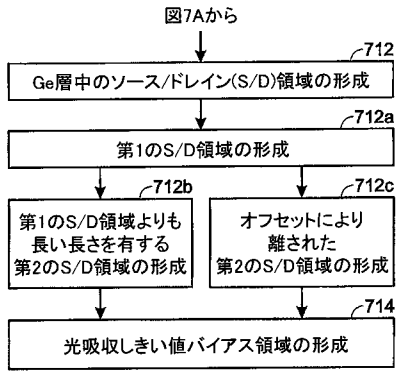 図7Aから
712
Ge層中のソース/ドレイン(S/D)領域の形成
712a
第1のS/D領域の形成
712b
第1のS/D領域よりも
長い長さを有する
第2のS/D領域の形成
712c
オフセットにより
離された
第2のS/D領域の形成
714
光吸収しきい値バイアス領域の形成